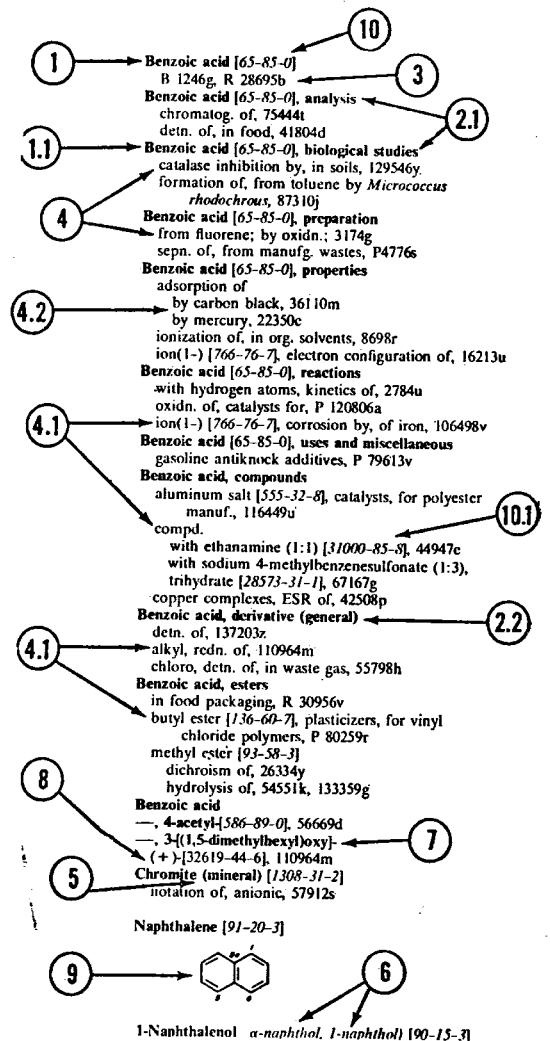 10
1
Benzoic acid [65-85-0]
B 1246g, R 28695b
3
Benzoic acid [65-85-0], analysis
chromatog. of, 75444t
2.1
detn. of, in food, 41804d
1.1
Benzoic acid [65-85-0], biological studies
catalase inhibition by, in soils, 129546y
formation of, from toluene by Micrococcus
rhodochrous, 87310j
4
Benzoic acid [65-85-0], preparation
from fluorene; by oxidn.; 3174g
sepn. of, from manufg. wastes, P4776s
Benzoic acid [65-85-0], properties
adsorption of
4.2
by carbon black, 36110m
by mercury, 22350c
ionization of, in org. solvents, 8698r
ion(1-) [766-76-7], electron configuration of, 16213u
Benzoic acid [65-85-0], reactions
with hydrogen atoms, kinetics of, 2784u
oxidn. of, catalysts for, P 120806a
4.1
ion(1-) [766-76-7], corrosion by, of iron, 106498v
Benzoic acid [65-85-0], uses and miscellaneous
gasoline antiknock additives, P 79613v
Benzoic acid, compounds
aluminum salt [555-32-8], catalysts, for polyester
manuf., 116449u
10.1
compd.
with ethanamine (1:1) [31000-85-8], 44947c
with sodium 4-methylbenzenesulfonate (1:3),
trihydrate [28573-31-1], 67167g
copper complexes, ESR of, 42508p
Benzoic acid, derivative (general)
2.2
detn. of, 137203z
4.1
alkyl, redn. of, 110964m
chloro, detn. of, in waste gas, 55798h
Benzoic acid, esters
in food packaging, R 30956v
butyl ester [136-60-7], plasticizers, for vinyl
chloride polymers, P 80259r
methyl ester [93-58-3]
dichroism of, 26334y
hydrolysis of, 54551k, 133359g
8
Benzoic acid
—, 4-acetyl-[586-89-0], 56669d
—, 3-[(1,5-dimethylhexyl)oxy]-
7
(+)-[32619-44-6], 110964m
5
Chromite (mineral) [1308-31-2]
flotation of, anionic, 57912s
Naphthalene [91-20-3]
9
6
1-Naphthalenol α-naphthol, 1-naphthol) [90-15-3]